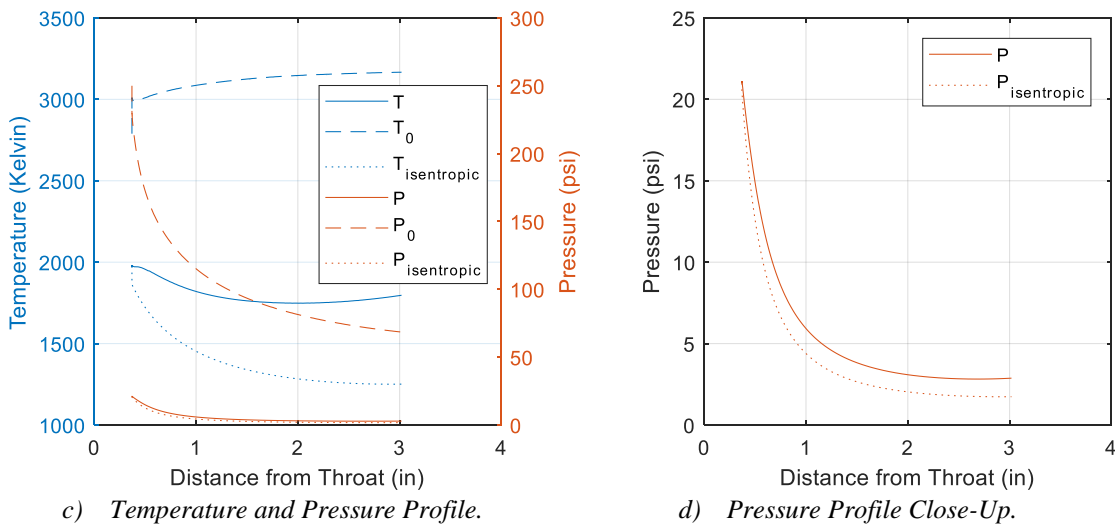 3500
3000
2500
2000
1500
1000
Temperature (Kelvin)
300
250
200
150
100
50
0
Pressure (psi)
T
T0
Tisentropic
P
P0
Pisentropic
0 1 2 3 4
Distance from Throat (in)
c) Temperature and Pressure Profile.
25
20
15
10
5
0
Pressure (psi)
P
Pisentropic
0 1 2 3 4
Distance from Throat (in)
d) Pressure Profile Close-Up.